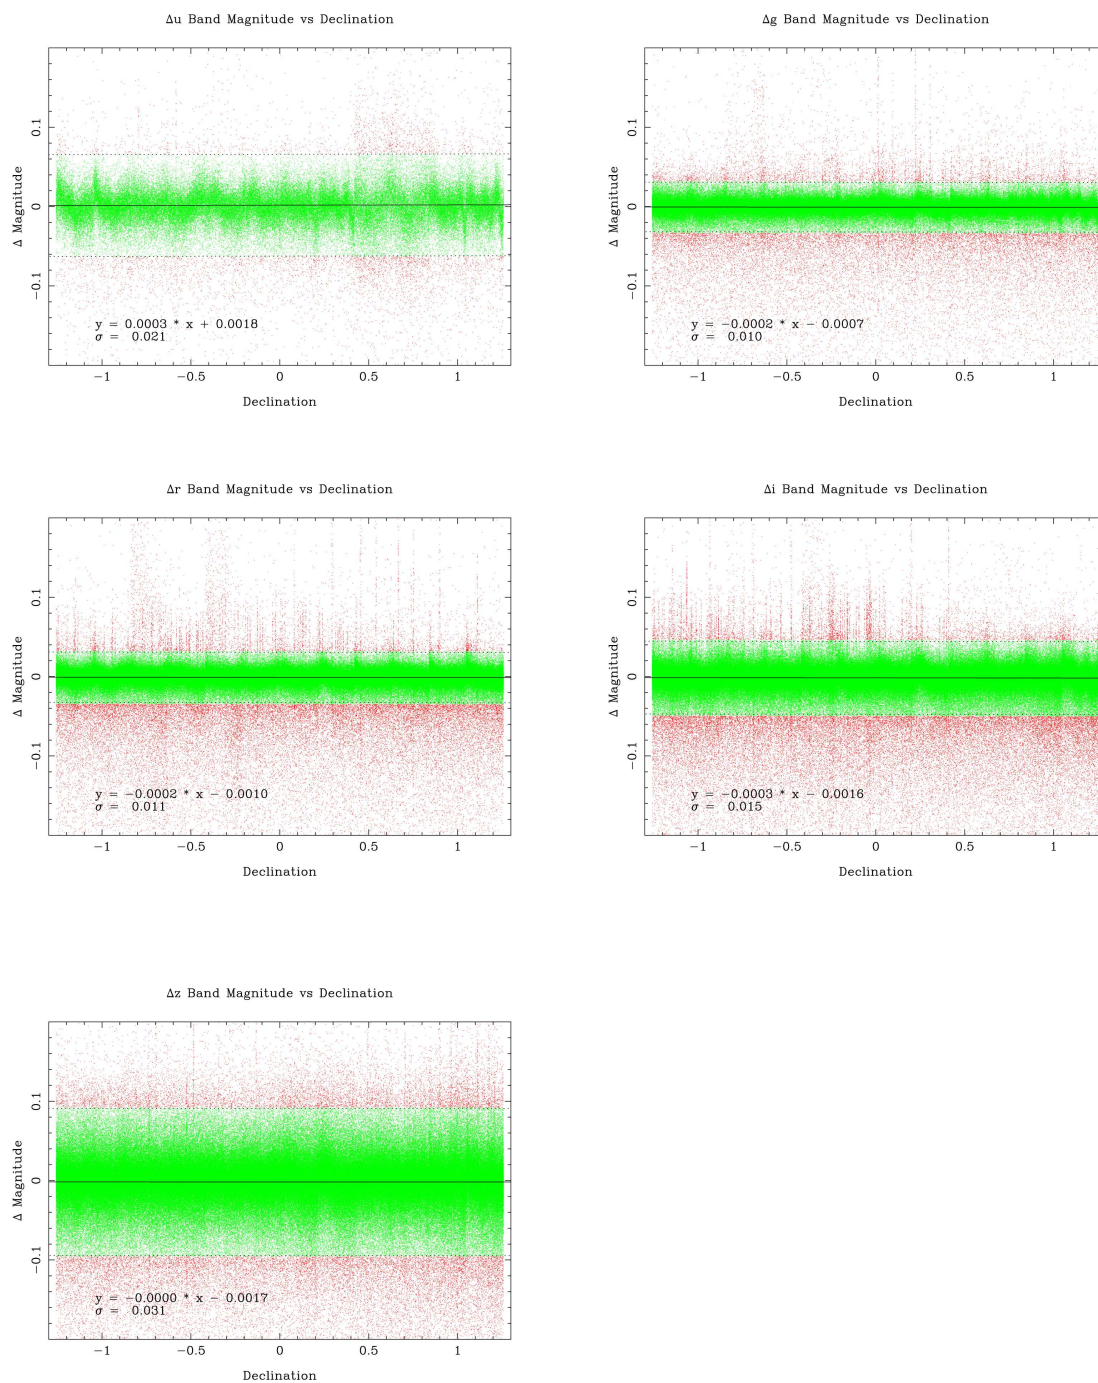 Δu Band Magnitude vs Declination
0.1
0
−0.1
Δ Magnitude
y = 0.0003 * x + 0.0018
σ = 0.021
−1 −0.5 0 0.5 1
Declination
Δg Band Magnitude vs Declination
0.1
0
−0.1
Δ Magnitude
y = −0.0002 * x − 0.0007
σ = 0.010
−1 −0.5 0 0.5 1
Declination
Δr Band Magnitude vs Declination
0.1
0
−0.1
Δ Magnitude
y = −0.0002 * x − 0.0010
σ = 0.011
−1 −0.5 0 0.5 1
Declination
Δi Band Magnitude vs Declination
0.1
0
−0.1
Δ Magnitude
y = −0.0003 * x − 0.0016
σ = 0.015
−1 −0.5 0 0.5 1
Declination
Δz Band Magnitude vs Declination
0.1
0
−0.1
Δ Magnitude
y = −0.0000 * x − 0.0017
σ = 0.031
−1 −0.5 0 0.5 1
Declination